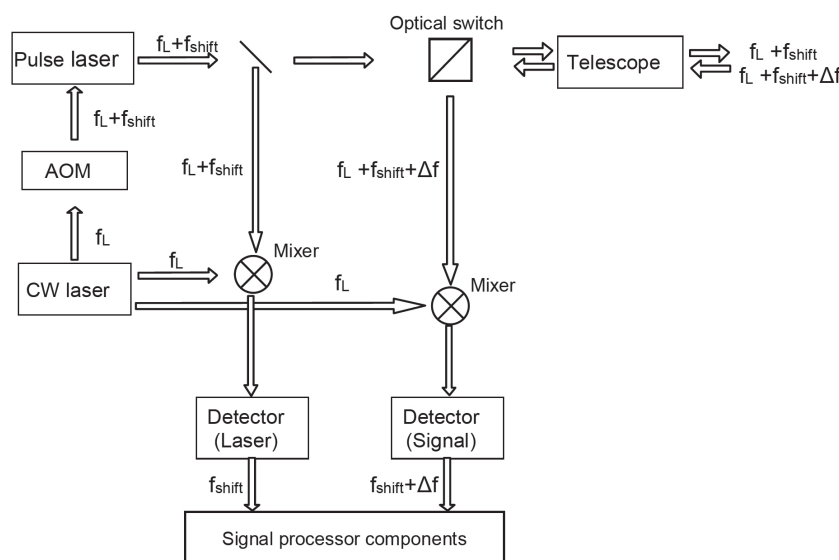 Optical switch
Pulse laser
fL+fshift
Telescope
fL +fshift
fL +fshift+Δf
fL+fshift
AOM
fL+fshift
fL +fshift+Δf
fL
CW laser
fL
Mixer
fL
Mixer
Detector
(Laser)
Detector
(Signal)
fshift
fshift+Δf
Signal processor components